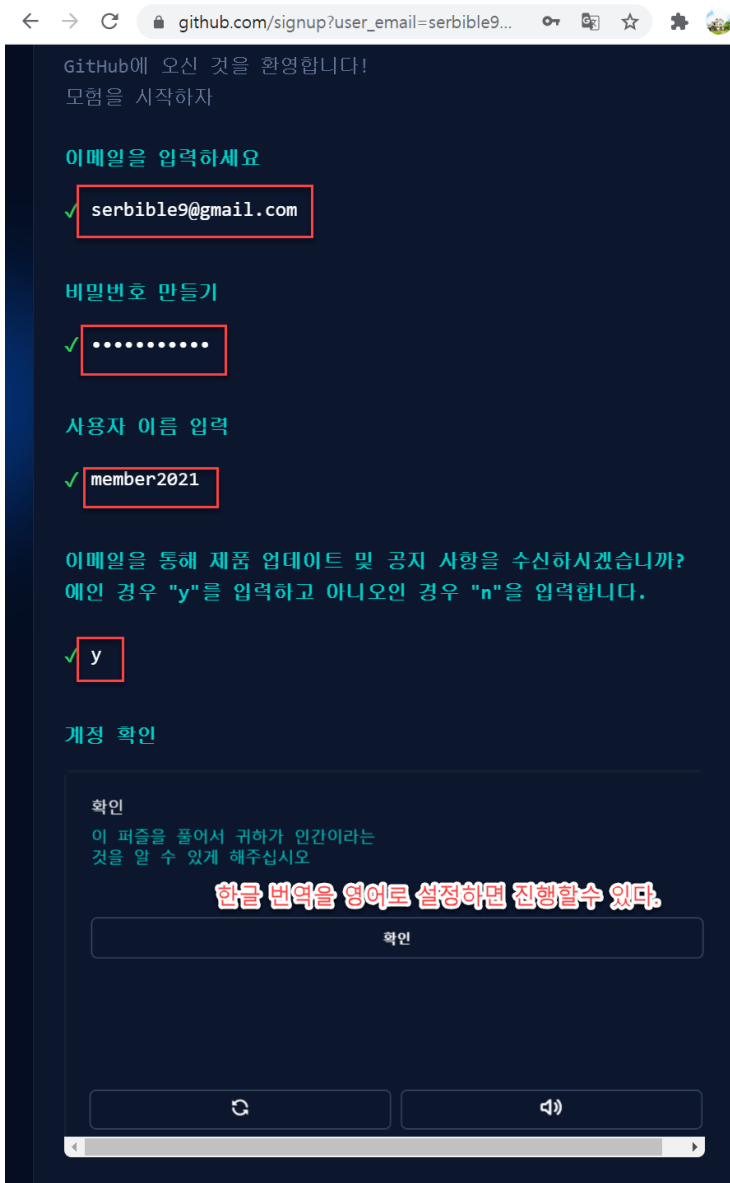 github.com/signup?user_email=serbible9...
GitHub에 오신 것을 환영합니다!
모험을 시작하자
이메일을 입력하세요
✓ serbible9@gmail.com
비밀번호 만들기
✓ •••••••••••
사용자 이름 입력
✓ member2021
이메일을 통해 제품 업데이트 및 공지 사항을 수신하시겠습니까?
예인 경우 "y"를 입력하고 아니오인 경우 "n"을 입력합니다.
✓ y
계정 확인
확인
이 퍼즐을 풀어서 귀하가 인간이라는
것을 알 수 있게 해주십시오
한글 번역을 영어로 설정하면 진행할수 있다.
확인